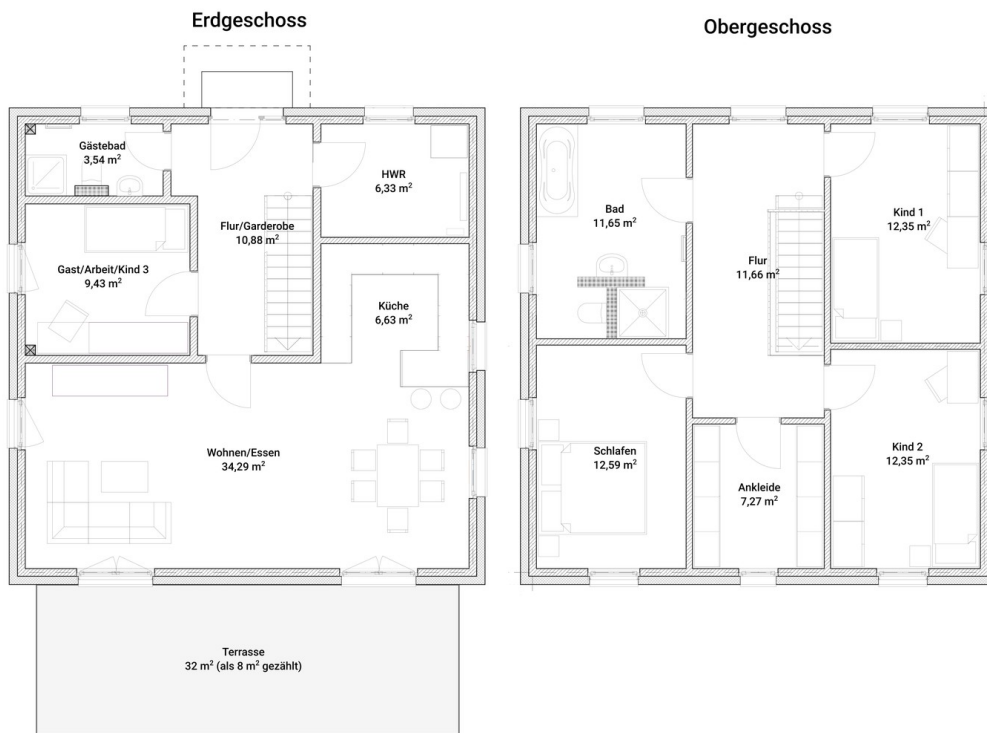 Erdgeschoss
Gästebad
3,54 m²
HWR
6,33 m²
Flur/Garderobe
10,88 m²
Gast/Arbeit/Kind 3
9,43 m²
Küche
6,63 m²
Wohnen/Essen
34,29 m²
Terrasse
32 m² (als 8 m² gezählt)
Obergeschoss
Bad
11,65 m²
Kind 1
12,35 m²
Flur
11,66 m²
Schlafen
12,59 m²
Kind 2
12,35 m²
Ankleide
7,27 m²